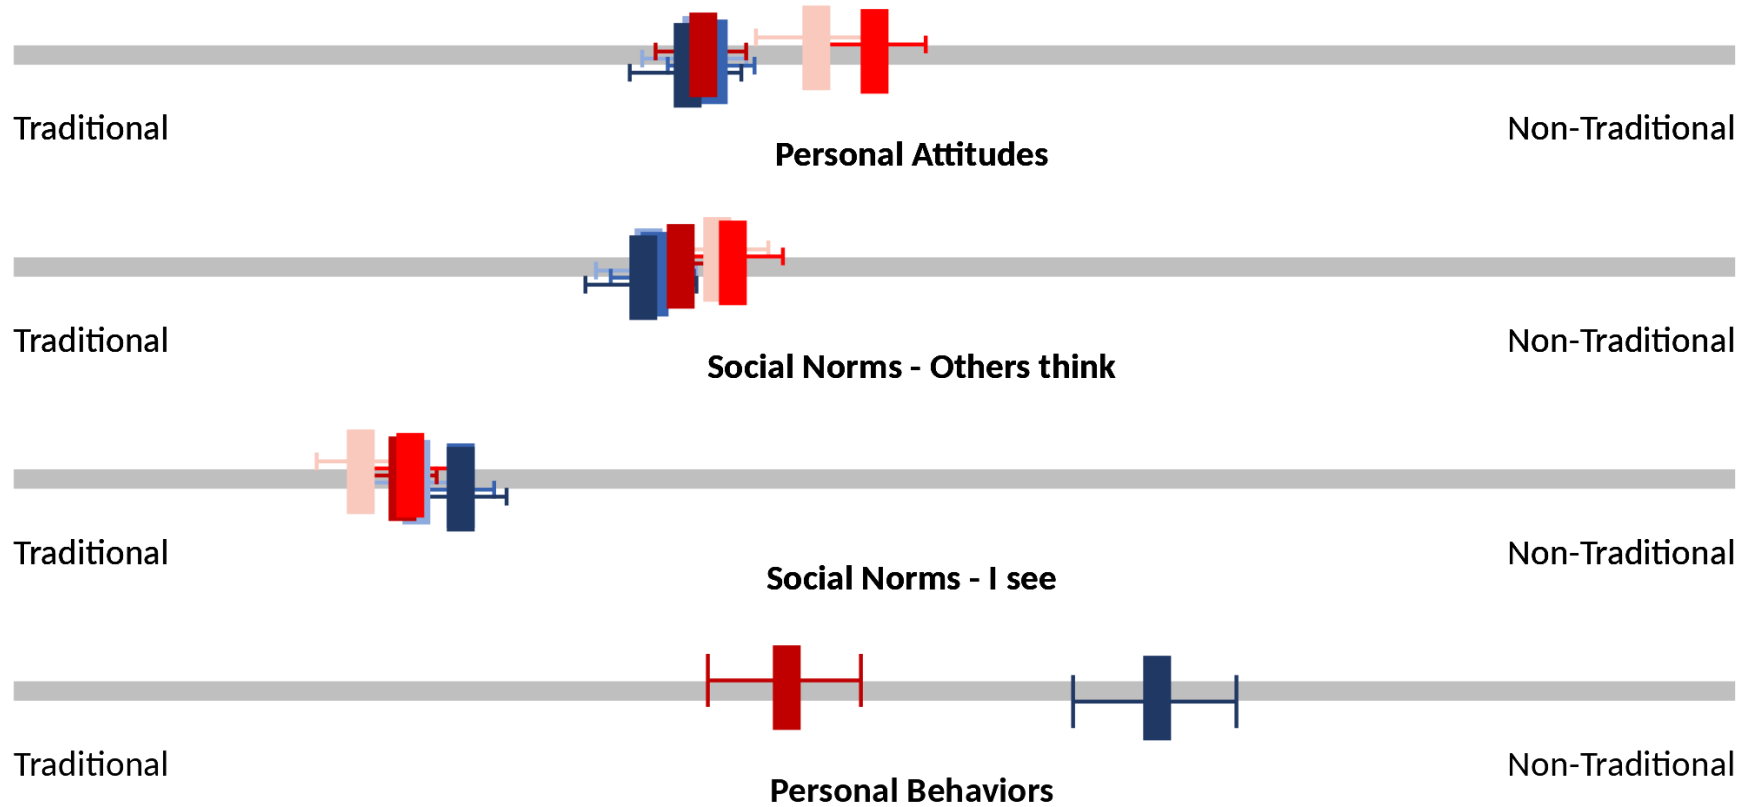 Traditional
Non-Traditional
Personal Attitudes
Traditional
Non-Traditional
Social Norms - Others think
Traditional
Non-Traditional
Social Norms - I see
Traditional
Non-Traditional
Personal Behaviors